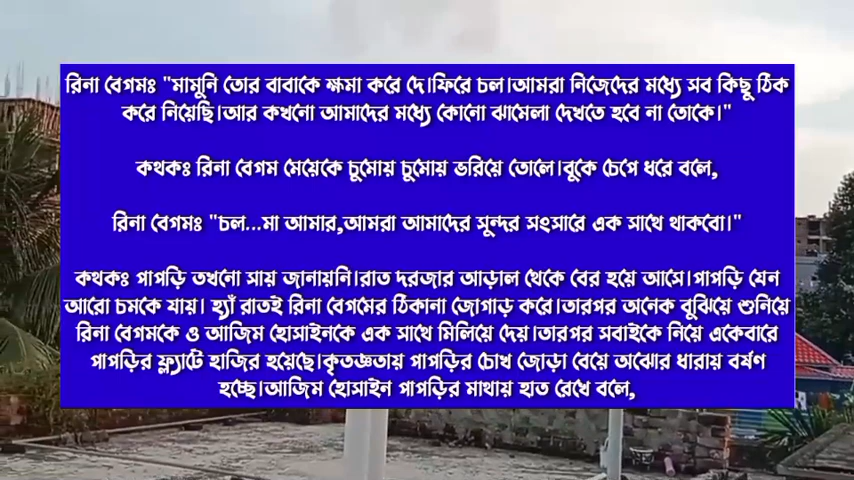 রিনা বেগমঃ "মামুনি তোর বাবাকে ক্ষমা করে দে।ফিরে চল।আমরা নিজেদের মধ্যে সব কিছু ঠিক
করে নিয়েছি।আর কখনো আমাদের মধ্যে কোনো ঝামেলা দেখতে হবে না তোকে।"
কথকঃ রিনা বেগম মেয়েকে চুমোয় চুমোয় ভরিয়ে তোলে।বুকে চেপে ধরে বলে,
রিনা বেগমঃ "চল...মা আমার,আমরা আমাদের সুন্দর সংসারে এক সাথে থাকবো।"
কথকঃ পাপড়ি তখনো সায় জানায়নি।রাত দরজার আড়াল থেকে বের হয়ে আসে।পাপড়ি যেন
আরো চমকে যায়। হ্যাঁ রাতই রিনা বেগমের ঠিকানা জোগাড় করে।তারপর অনেক বুঝিয়ে শুনিয়ে
রিনা বেগমকে ও আজিম হোসাইনকে এক সাথে মিলিয়ে দেয়।তারপর সবাইকে নিয়ে একেবারে
পাপড়ির ফ্ল্যাটে হাজির হয়েছে।কৃতজ্ঞতায় পাপড়ির চোখ জোড়া বেয়ে অঝোর ধারায় বর্ষণ
হচ্ছে।আজিম হোসাইন পাপড়ির মাথায় হাত রেখে বলে,